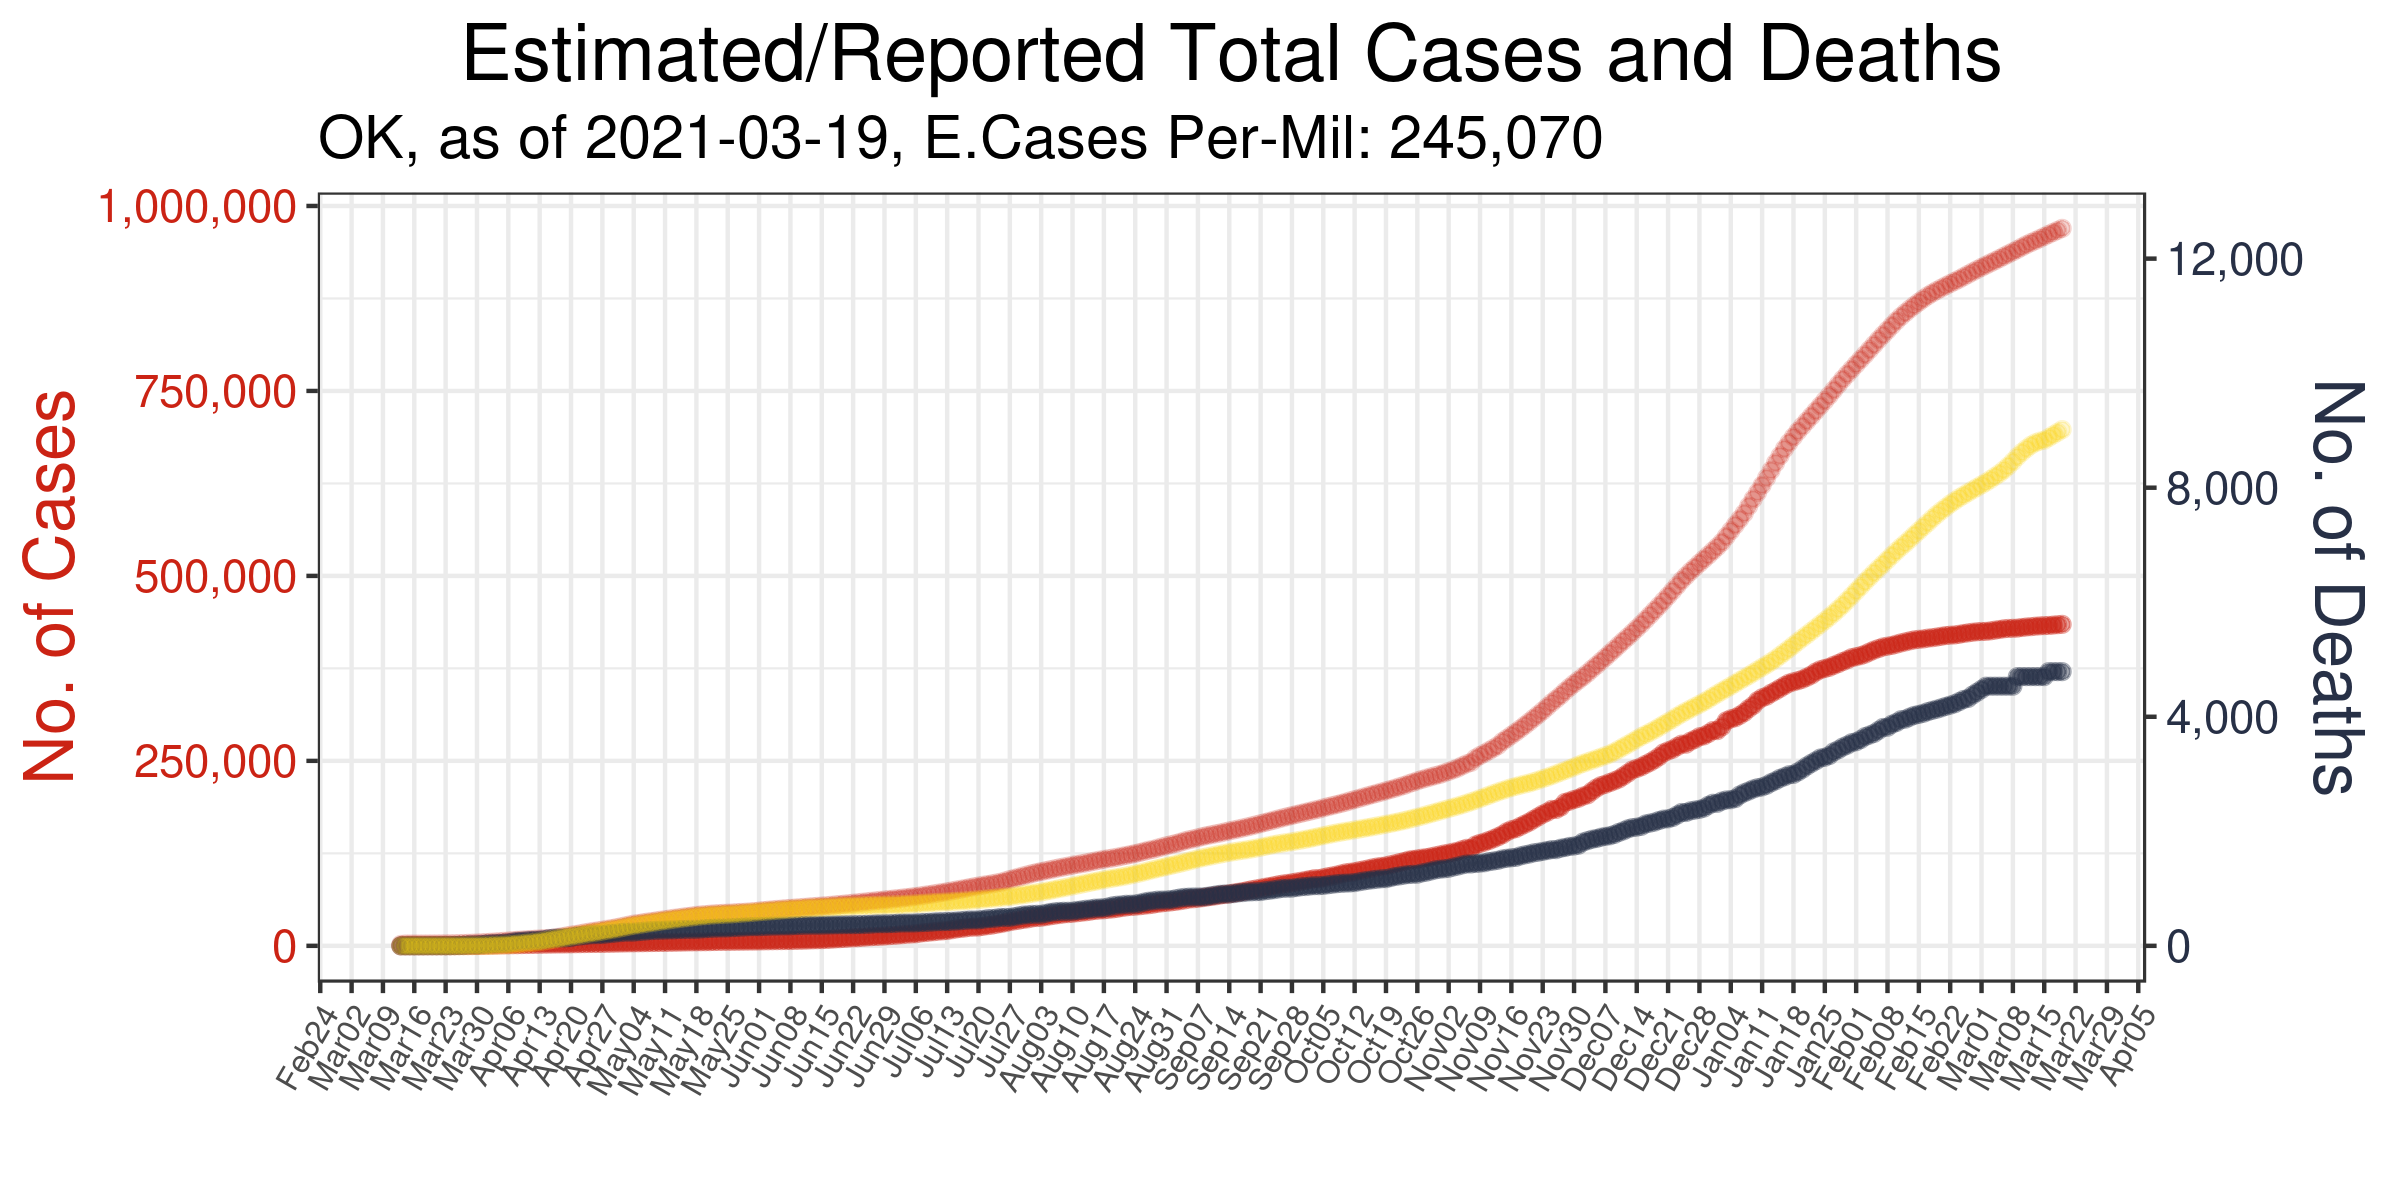 Estimated/Reported Total Cases and Deaths
OK, as of 2021-03-19, E.Cases Per-Mil: 245,070
No. of Cases
1,000,000
750,000
500,000
250,000
0
12,000
8,000
4,000
0
No. of Deaths
Feb24
Mar02
Mar09
Mar16
Mar23
Mar30
Apr06
Apr13
Apr20
Apr27
May04
May11
May18
May25
Jun01
Jun08
Jun15
Jun22
Jun29
Jul06
Jul13
Jul20
Jul27
Aug03
Aug10
Aug17
Aug24
Aug31
Sep07
Sep14
Sep21
Sep28
Oct05
Oct12
Oct19
Oct26
Nov02
Nov09
Nov16
Nov23
Nov30
Dec07
Dec14
Dec21
Dec28
Jan04
Jan11
Jan18
Jan25
Feb01
Feb08
Feb15
Feb22
Mar01
Mar08
Mar15
Mar22
Mar29
Apr05